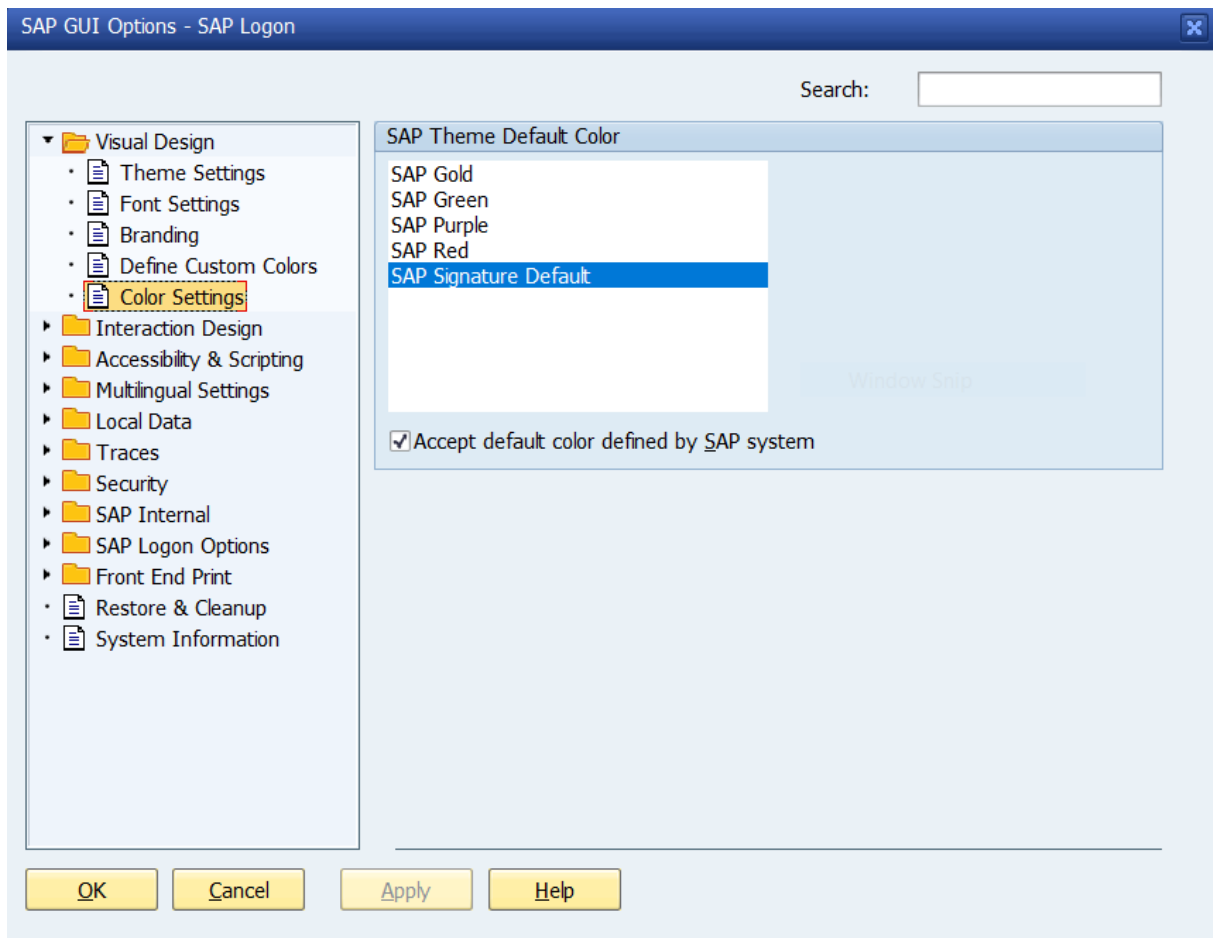 SAP GUI Options - SAP Logon
Search:
Visual Design
Theme Settings
Font Settings
Branding
Define Custom Colors
Color Settings
Interaction Design
Accessibility & Scripting
Multilingual Settings
Local Data
Traces
Security
SAP Internal
SAP Logon Options
Front End Print
Restore & Cleanup
System Information
SAP Theme Default Color
SAP Gold
SAP Green
SAP Purple
SAP Red
SAP Signature Default
Window Snip
Accept default color defined by SAP system
OK
Cancel
Apply
Help